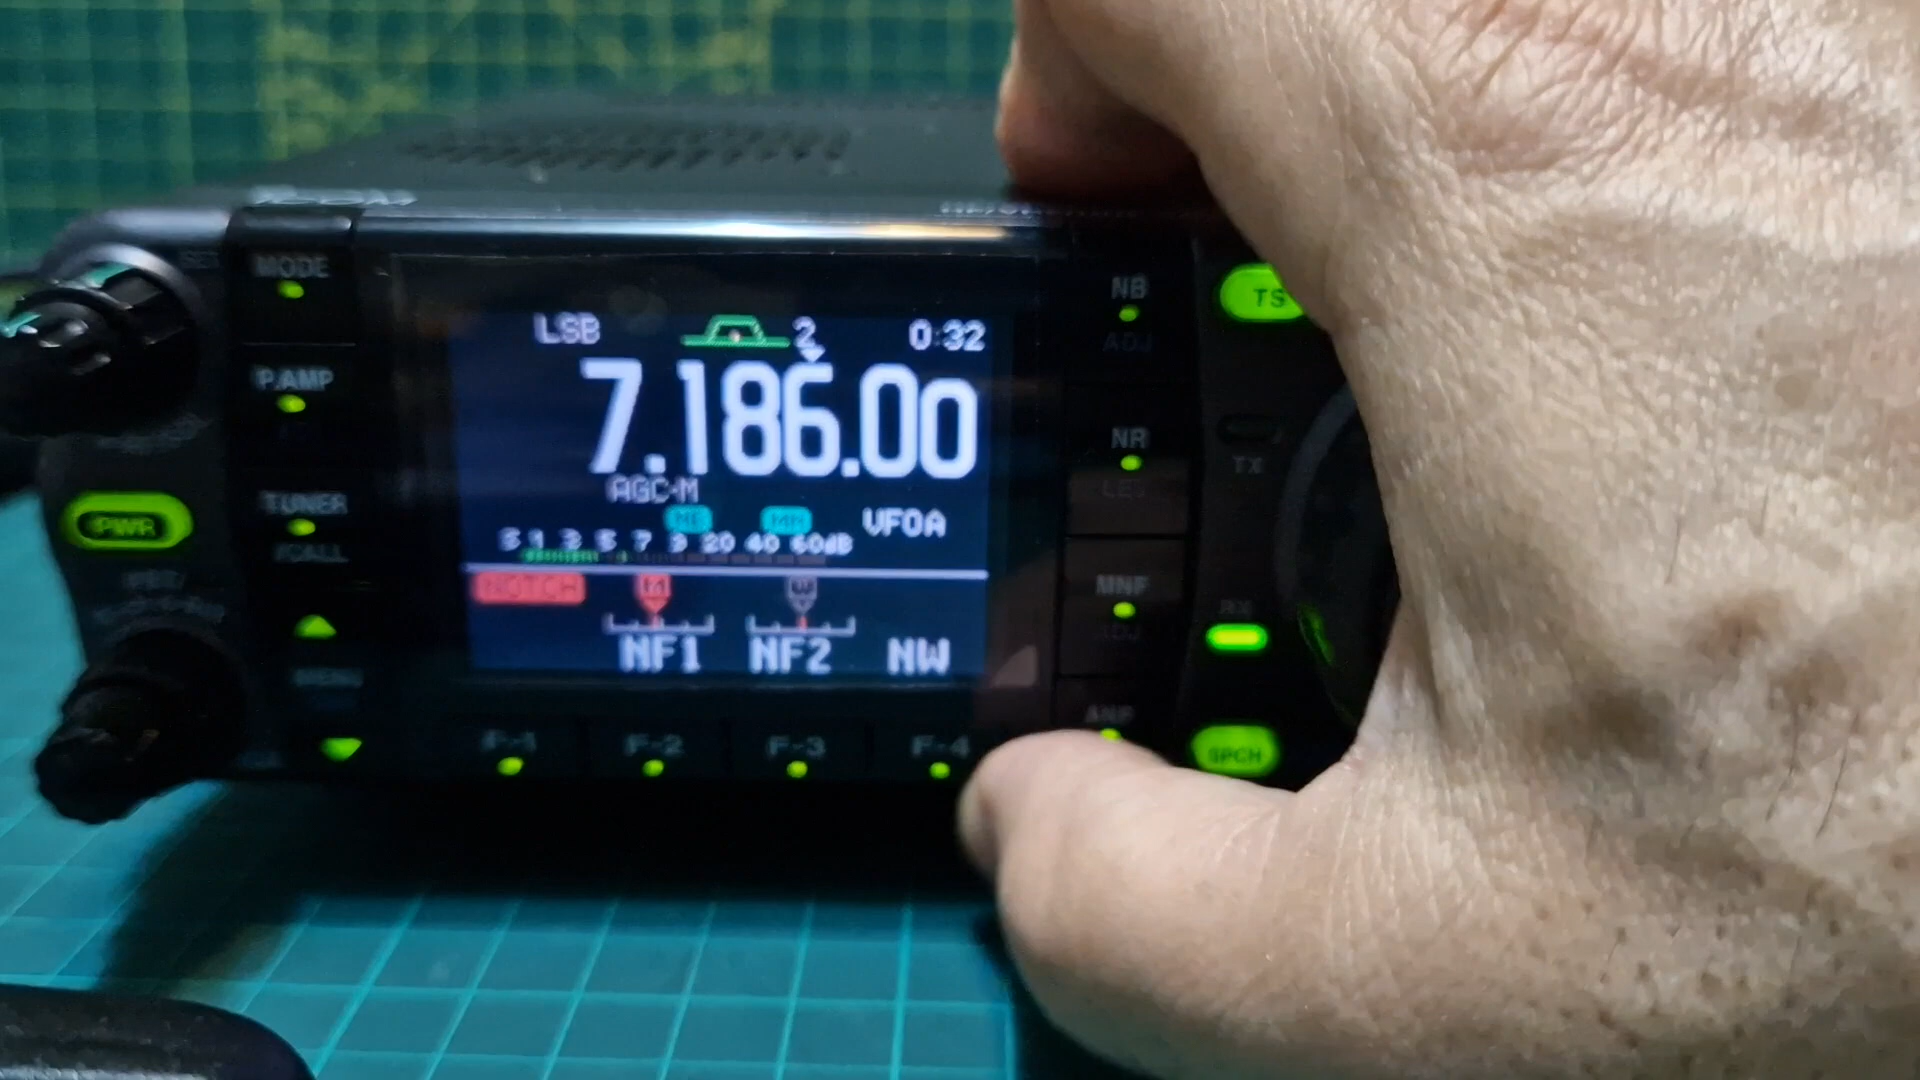 ICOM
MODE
P.AMP
TUNER
/CALL
PWR
MENU
LSB 2 0:32
7.186.00
AGC-M
MN VFOA
S 1 3 5 7 9 20 40 60dB
NOTCH M
NF1 NF2 NW
F-1 F-2 F-3 F-4
NB
ADJ
NR
LEV
MNF
ADJ
ANF
TS
TX
RX
SPCH